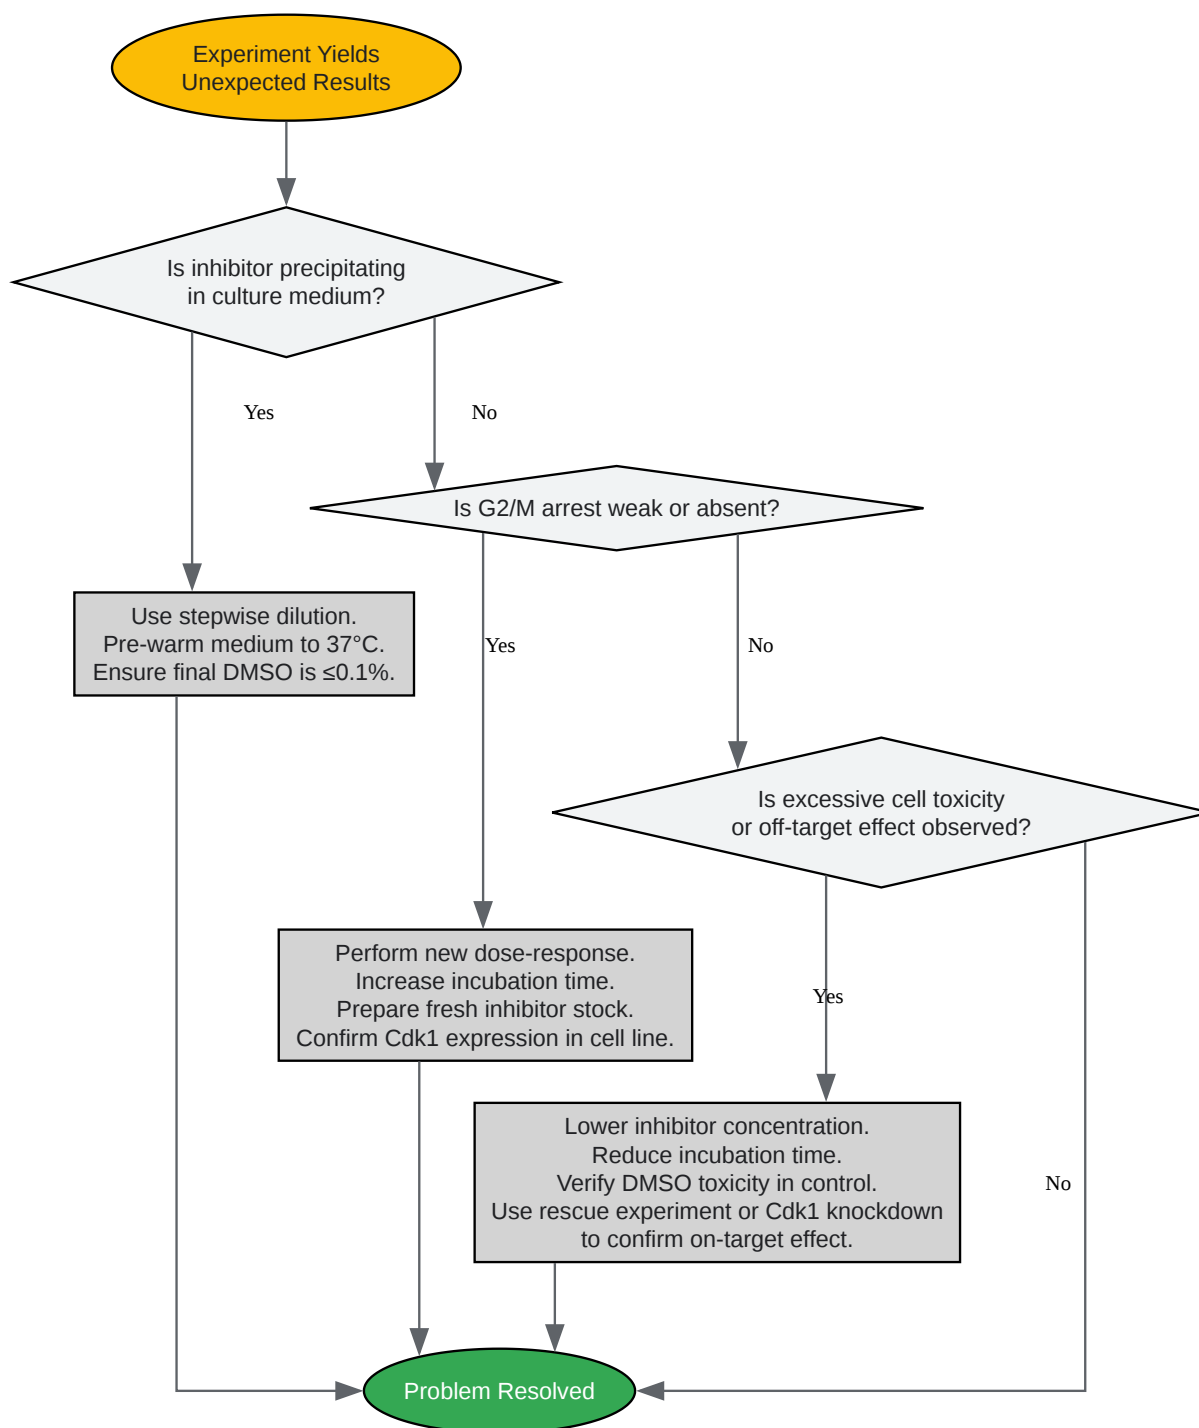 Experiment Yields
Unexpected Results
Is inhibitor precipitating
in culture medium?
Yes
No
Is G2/M arrest weak or absent?
Use stepwise dilution.
Pre-warm medium to 37°C.
Ensure final DMSO is ≤0.1%.
Yes
No
Is excessive cell toxicity
or off-target effect observed?
Perform new dose-response.
Increase incubation time.
Prepare fresh inhibitor stock.
Confirm Cdk1 expression in cell line.
Yes
Lower inhibitor concentration.
Reduce incubation time.
Verify DMSO toxicity in control.
Use rescue experiment or Cdk1 knockdown
to confirm on-target effect.
No
Problem Resolved